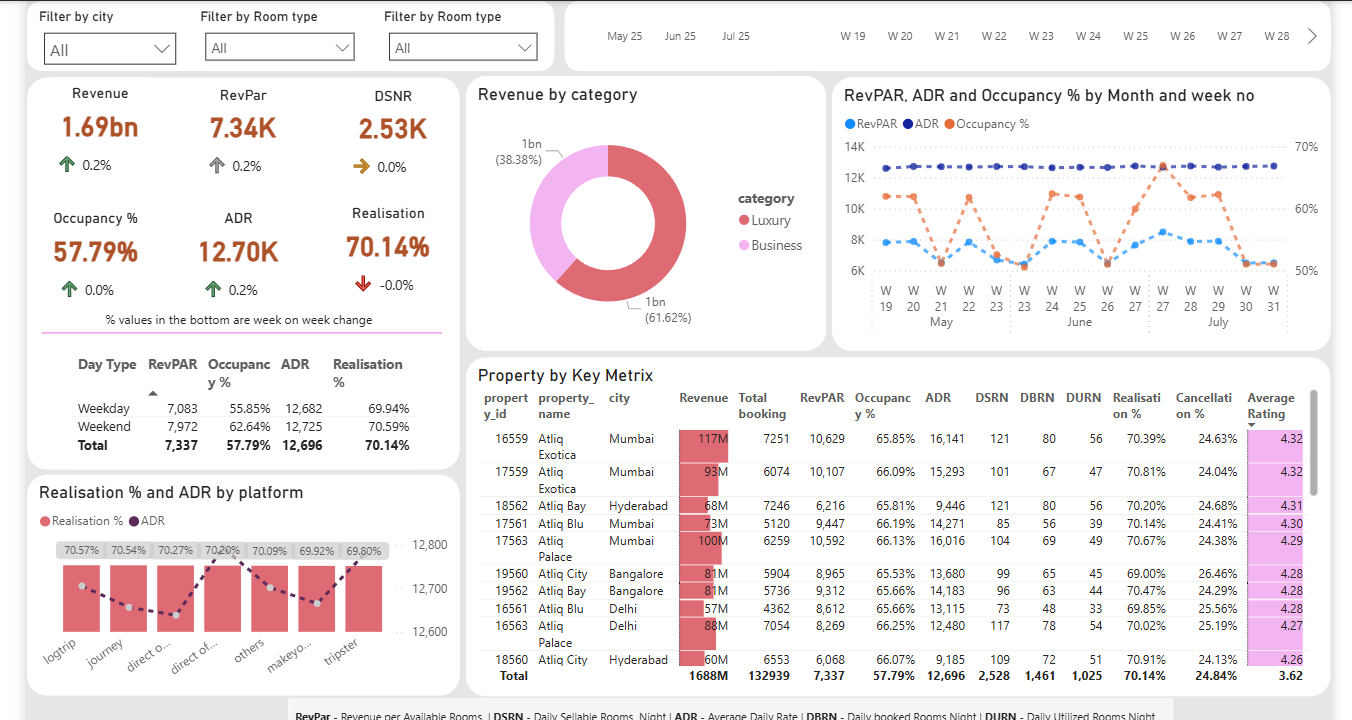 Filter by city
Filter by Room type
Filter by Room type
All
All
All
May 25 Jun 25 Jul 25 W 19 W 20 W 21 W 22 W 23 W 24 W 25 W 26 W 27 W 28
Revenue
1.69bn
0.2%
RevPar
7.34K
0.2%
DSNR
2.53K
0.0%
Occupancy %
57.79%
0.0%
ADR
12.70K
0.2%
Realisation
70.14%
-0.0%
% values in the bottom are week on week change
Day Type RevPAR Occupanc ADR Realisation
y % %
Weekday 7,083 55.85% 12,682 69.94%
Weekend 7,972 62.64% 12,725 70.59%
Total 7,337 57.79% 12,696 70.14%
Revenue by category
1bn
(38.38%)
1bn
(61.62%)
category
Luxury
Business
RevPAR, ADR and Occupancy % by Month and week no
RevPAR ADR Occupancy %
14K 70%
12K
10K 60%
8K
6K 50%
W W W W W W W W W W W W W W W
19 20 21 22 23 23 24 25 26 27 27 28 29 30 31
May June July
Realisation % and ADR by platform
Realisation % ADR
70.57% 70.54% 70.27% 70.20% 70.09% 69.92% 69.80%
12,800
12,700
12,600
logtrip journey direct o... direct of... others makeyo... tripster
Property by Key Metrix
propert property_ city Revenue Total RevPAR Occupanc ADR DSRN DBRN DURN Realisati Cancellati Average
y_id name booking y % on % on % Rating
16559 Atliq Mumbai 117M 7251 10,629 65.85% 16,141 121 80 56 70.39% 24.63% 4.32
Exotica
17559 Atliq Mumbai 93M 6074 10,107 66.09% 15,293 101 67 47 70.81% 24.04% 4.32
Exotica
18562 Atliq Bay Hyderabad 68M 7246 6,216 65.81% 9,446 121 80 56 70.20% 24.68% 4.31
17561 Atliq Blu Mumbai 73M 5120 9,447 66.19% 14,271 85 56 39 70.14% 24.41% 4.30
17563 Atliq Mumbai 100M 6259 10,592 66.13% 16,016 104 69 49 70.67% 24.38% 4.29
Palace
19560 Atliq City Bangalore 81M 5904 8,965 65.53% 13,680 99 65 45 69.00% 26.46% 4.28
19562 Atliq Bay Bangalore 81M 5736 9,312 65.66% 14,183 96 63 44 70.47% 24.29% 4.28
16561 Atliq Blu Delhi 57M 4362 8,612 65.66% 13,115 73 48 33 69.85% 25.56% 4.28
16563 Atliq Delhi 88M 7054 8,269 66.25% 12,480 117 78 54 70.02% 25.19% 4.27
Palace
18560 Atliq City Hyderabad 60M 6553 6,068 66.07% 9,185 109 72 51 70.91% 24.13% 4.26
Total 1688M 132939 7,337 57.79% 12,696 2,528 1,461 1,025 70.14% 24.84% 3.62
RevPar - Revenue per Available Rooms | DSRN - Daily Sellable Rooms Night | ADR - Average Daily Rate | DBRN - Daily booked Rooms Night | DURN - Daily Utilized Rooms Night